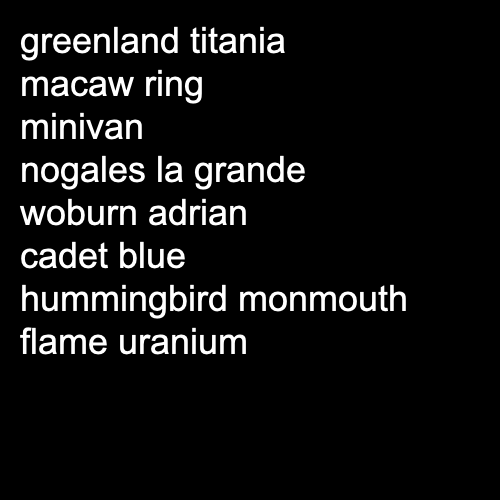 greenland titania
macaw ring
minivan
nogales la grande
woburn adrian
cadet blue
hummingbird monmouth
flame uranium